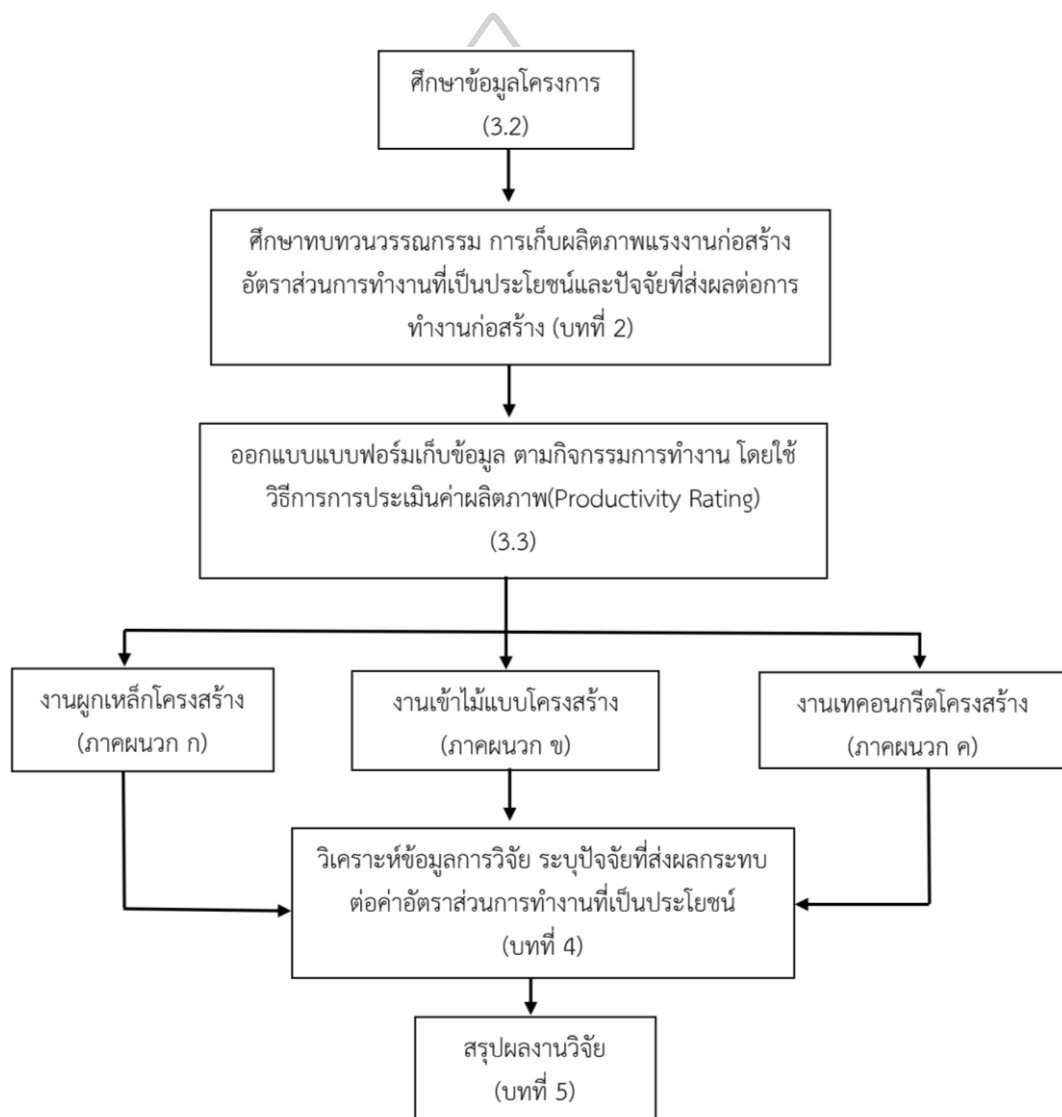 ศึกษาข้อมูลโครงการ
(3.2)
ศึกษาทบทวนวรรณกรรม การเก็บผลิตภาพแรงงานก่อสร้าง
อัตราส่วนการทำงานที่เป็นประโยชน์และปัจจัยที่ส่งผลต่อการ
ทำงานก่อสร้าง (บทที่ 2)
ออกแบบแบบฟอร์มเก็บข้อมูล ตามกิจกรรมการทำงาน โดยใช้
วิธีการการประเมินค่าผลิตภาพ(Productivity Rating)
(3.3)
งานผูกเหล็กโครงสร้าง
(ภาคผนวก ก)
งานเข้าไม้แบบโครงสร้าง
(ภาคผนวก ข)
งานเทคอนกรีตโครงสร้าง
(ภาคผนวก ค)
วิเคราะห์ข้อมูลการวิจัย ระบุปัจจัยที่ส่งผลกระทบ
ต่อค่าอัตราส่วนการทำงานที่เป็นประโยชน์
(บทที่ 4)
สรุปผลงานวิจัย
(บทที่ 5)